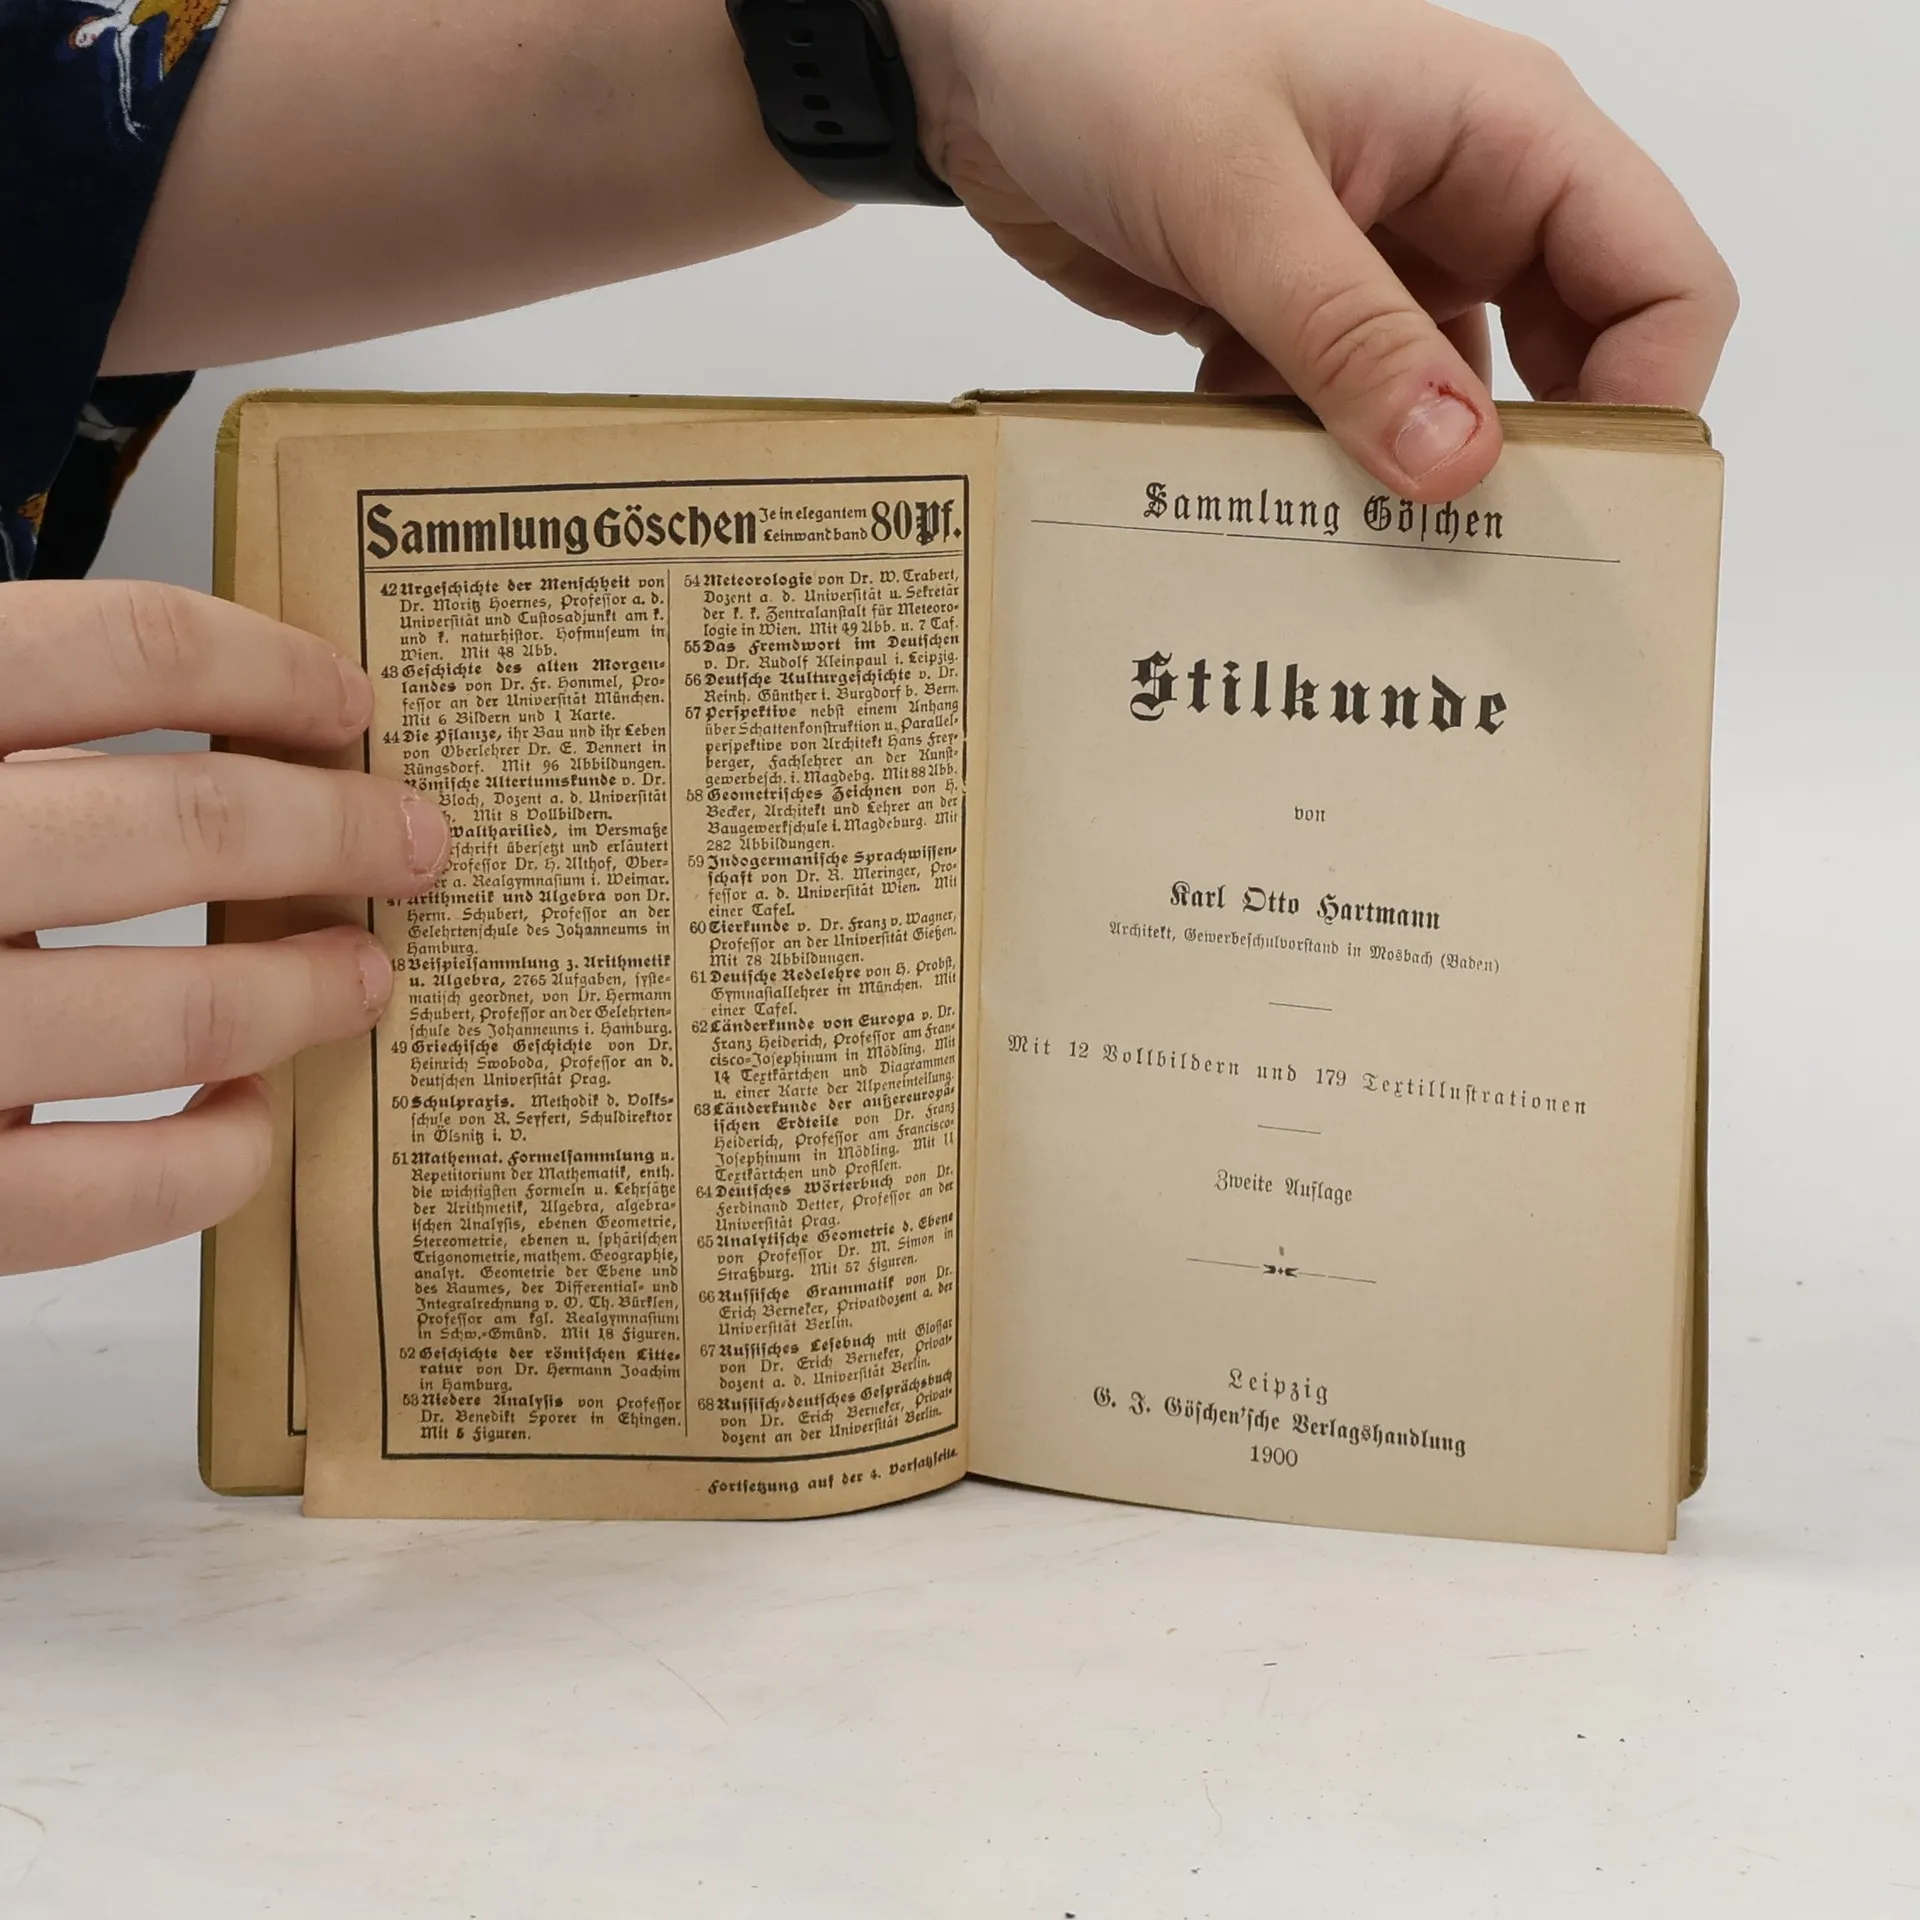 Sammlung Göschen Je in elegantem Leinwandband 80 Pf.
42 Urgeschichte der Menschheit von
Dr. Moritz Hoernes, Professor a. d.
Universität und Custosadjunkt am k.
und k. naturhistor. Hofmuseum in
Wien. Mit 48 Abb.
43 Geschichte des alten Morgen-
landes von Dr. Fr. Hommel, Pro-
fessor an der Universität München.
Mit 6 Bildern und 1 Karte.
44 Die Pflanze, ihr Bau und ihr Leben
von Oberlehrer Dr. E. Dennert in
Rüngsdorf. Mit 96 Abbildungen.
Römische Altertumskunde v. Dr.
Bloch, Dozent a. d. Universität
Mit 8 Vollbildern.
Waltharilied, im Versmaße
schrift übersetzt und erläutert
Professor Dr. H. Althof, Ober-
a. Realgymnasium i. Weimar.
47 Arithmetik und Algebra von Dr.
Herm. Schubert, Professor an der
Gelehrtenschule des Johanneums in
Hamburg.
48 Beispielsammlung z. Arithmetik
u. Algebra, 2765 Aufgaben, syste-
matisch geordnet, von Dr. Hermann
Schubert, Professor an der Gelehrten-
schule des Johanneums i. Hamburg.
49 Griechische Geschichte von Dr.
Heinrich Swoboda, Professor an d.
deutschen Universität Prag.
50 Schulpraxis. Methodik d. Volks-
schule von R. Seyfert, Schuldirektor
in Ölsnitz i. V.
51 Mathemat. Formelsammlung u.
Repetitorium der Mathematik, enth.
die wichtigsten Formeln u. Lehrsätze
der Arithmetik, Algebra, algebra-
ischen Analysis, ebenen Geometrie,
Stereometrie, ebenen u. sphärischen
Trigonometrie, mathem. Geographie,
analyt. Geometrie der Ebene und
des Raumes, der Differential- und
Integralrechnung v. O. Th. Bürklen,
Professor am kgl. Realgymnasium
in Schw.-Gmünd. Mit 18 Figuren.
52 Geschichte der römischen Litte-
ratur von Dr. Hermann Joachim
in Hamburg.
53 Niedere Analysis von Professor
Dr. Benedikt Sporer in Ehingen.
Mit 5 Figuren.
54 Meteorologie von Dr. W. Trabert,
Dozent a. d. Universität u. Sekretär
der k. k. Zentralanstalt für Meteoro-
logie in Wien. Mit 49 Abb. u. 7 Taf.
55 Das Fremdwort im Deutschen
v. Dr. Rudolf Kleinpaul i. Leipzig.
56 Deutsche Kulturgeschichte v. Dr.
Reinh. Günther i. Burgdorf b. Bern.
57 Perspektive nebst einem Anhang
über Schattenkonstruktion u. Parallel-
perspektive von Architekt Hans Frey-
berger, Fachlehrer an der Kunst-
gewerbesch. i. Magdebg. Mit 88 Abb.
58 Geometrisches Zeichnen von H.
Becker, Architekt und Lehrer an der
Baugewerkschule i. Magdeburg. Mit
282 Abbildungen.
59 Indogermanische Sprachwissen-
schaft von Dr. R. Meringer, Pro-
fessor a. d. Universität Wien. Mit
einer Tafel.
60 Tierkunde v. Dr. Franz v. Wagner,
Professor an der Universität Gießen.
Mit 78 Abbildungen.
61 Deutsche Redelehre von H. Probst,
Gymnasiallehrer in München. Mit
einer Tafel.
62 Länderkunde von Europa v. Dr.
Franz Heiderich, Professor am Fran-
cisco-Josephinum in Mödling. Mit
14 Textkärtchen und Diagrammen
u. einer Karte der Alpeneinteilung.
63 Länderkunde der außereuropä-
ischen Erdteile von Dr. Franz
Heiderich, Professor am Francisco-
Josephinum in Mödling. Mit 11
Textkärtchen und Profilen.
64 Deutsches Wörterbuch von Dr.
Ferdinand Detter, Professor an der
Universität Prag.
65 Analytische Geometrie d. Ebene
von Professor Dr. M. Simon in
Straßburg. Mit 57 Figuren.
66 Russische Grammatik von Dr.
Erich Berneker, Privatdozent a. der
Universität Berlin.
67 Russisches Lesebuch mit Glossar
von Dr. Erich Berneker, Privat-
dozent a. d. Universität Berlin.
68 Russisch-deutsches Gesprächsbuch
von Dr. Erich Berneker, Privat-
dozent an der Universität Berlin.
Fortsetzung auf der 4. Vorsatzseite.
Sammlung Göschen
Stilkunde
von
Karl Otto Hartmann
Architekt, Gewerbeschulvorstand in Mosbach (Baden)
Mit 12 Vollbildern und 179 Textillustrationen
Zweite Auflage
Leipzig
G. J. Göschen'sche Verlagshandlung
1900